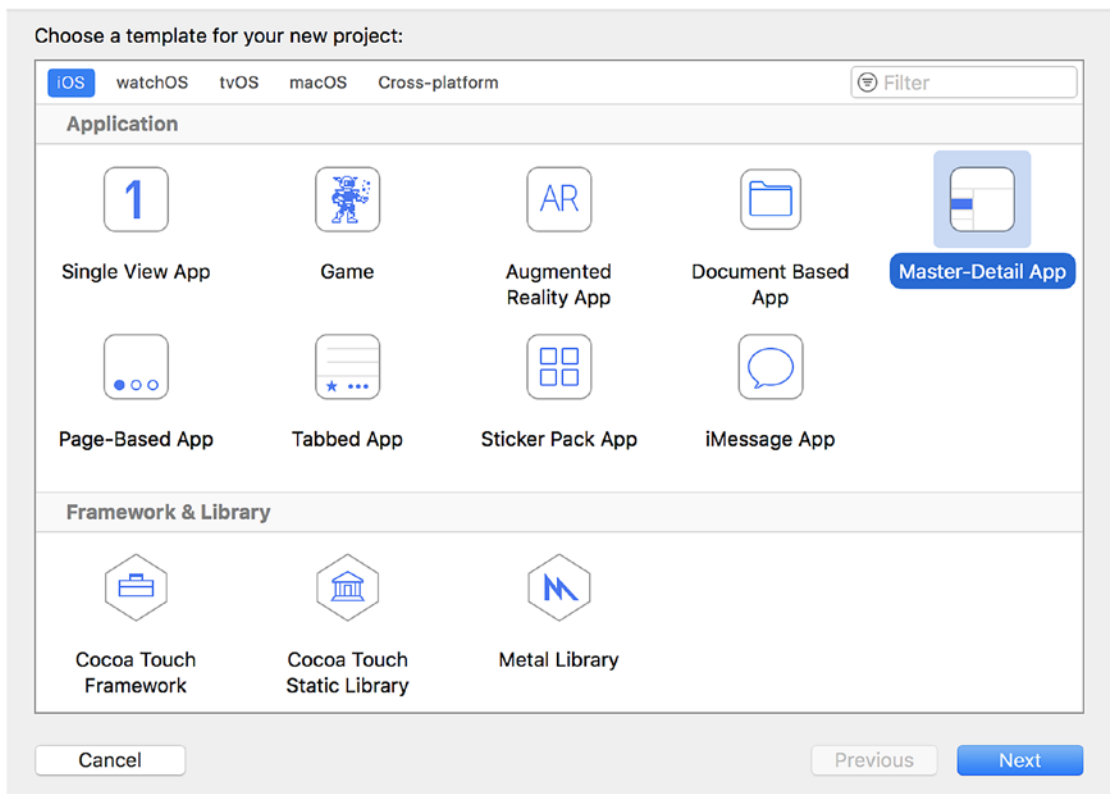 Choose a template for your new project:
iOS watchOS tvOS macOS Cross-platform Filter
Application
1 AR
Single View App Game Augmented Reality App Document Based App Master-Detail App
Page-Based App Tabbed App Sticker Pack App iMessage App
Framework & Library
Cocoa Touch Framework Cocoa Touch Static Library Metal Library
Cancel Previous Next